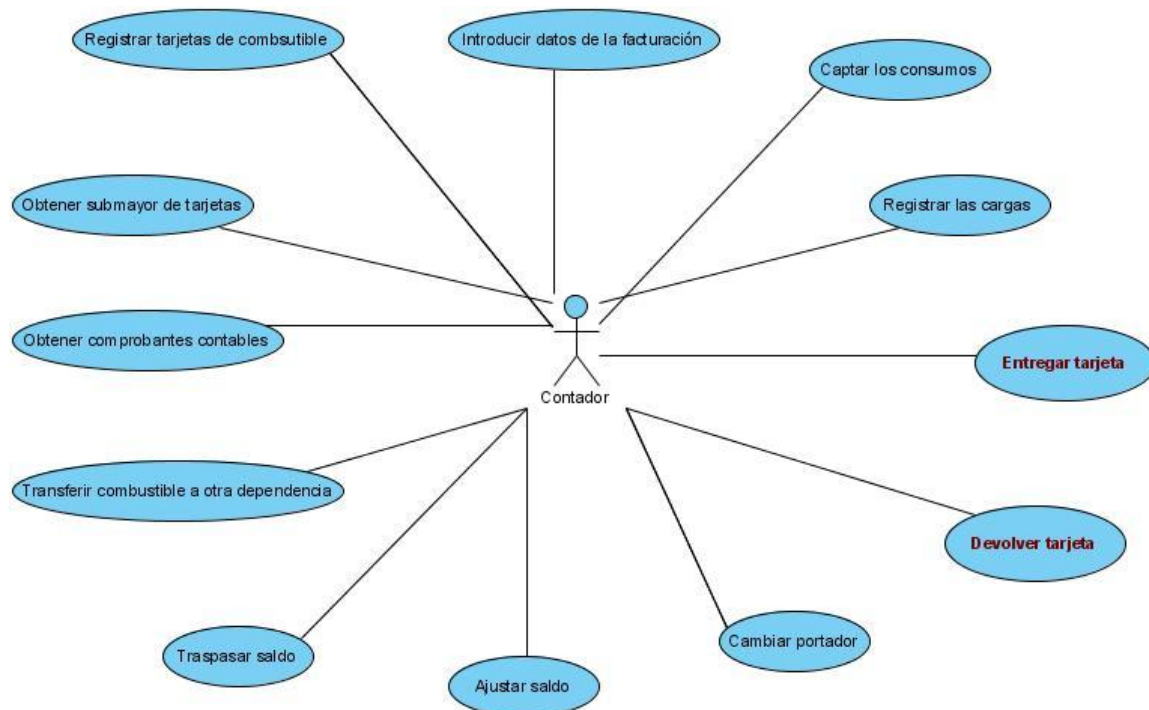 Registrar tarjetas de combsutible
Introducir datos de la facturación
Captar los consumos
Obtener submayor de tarjetas
Registrar las cargas
Obtener comprobantes contables
Entregar tarjeta
Contador
Transferir combustible a otra dependencia
Devolver tarjeta
Traspasar saldo
Ajustar saldo
Cambiar portador